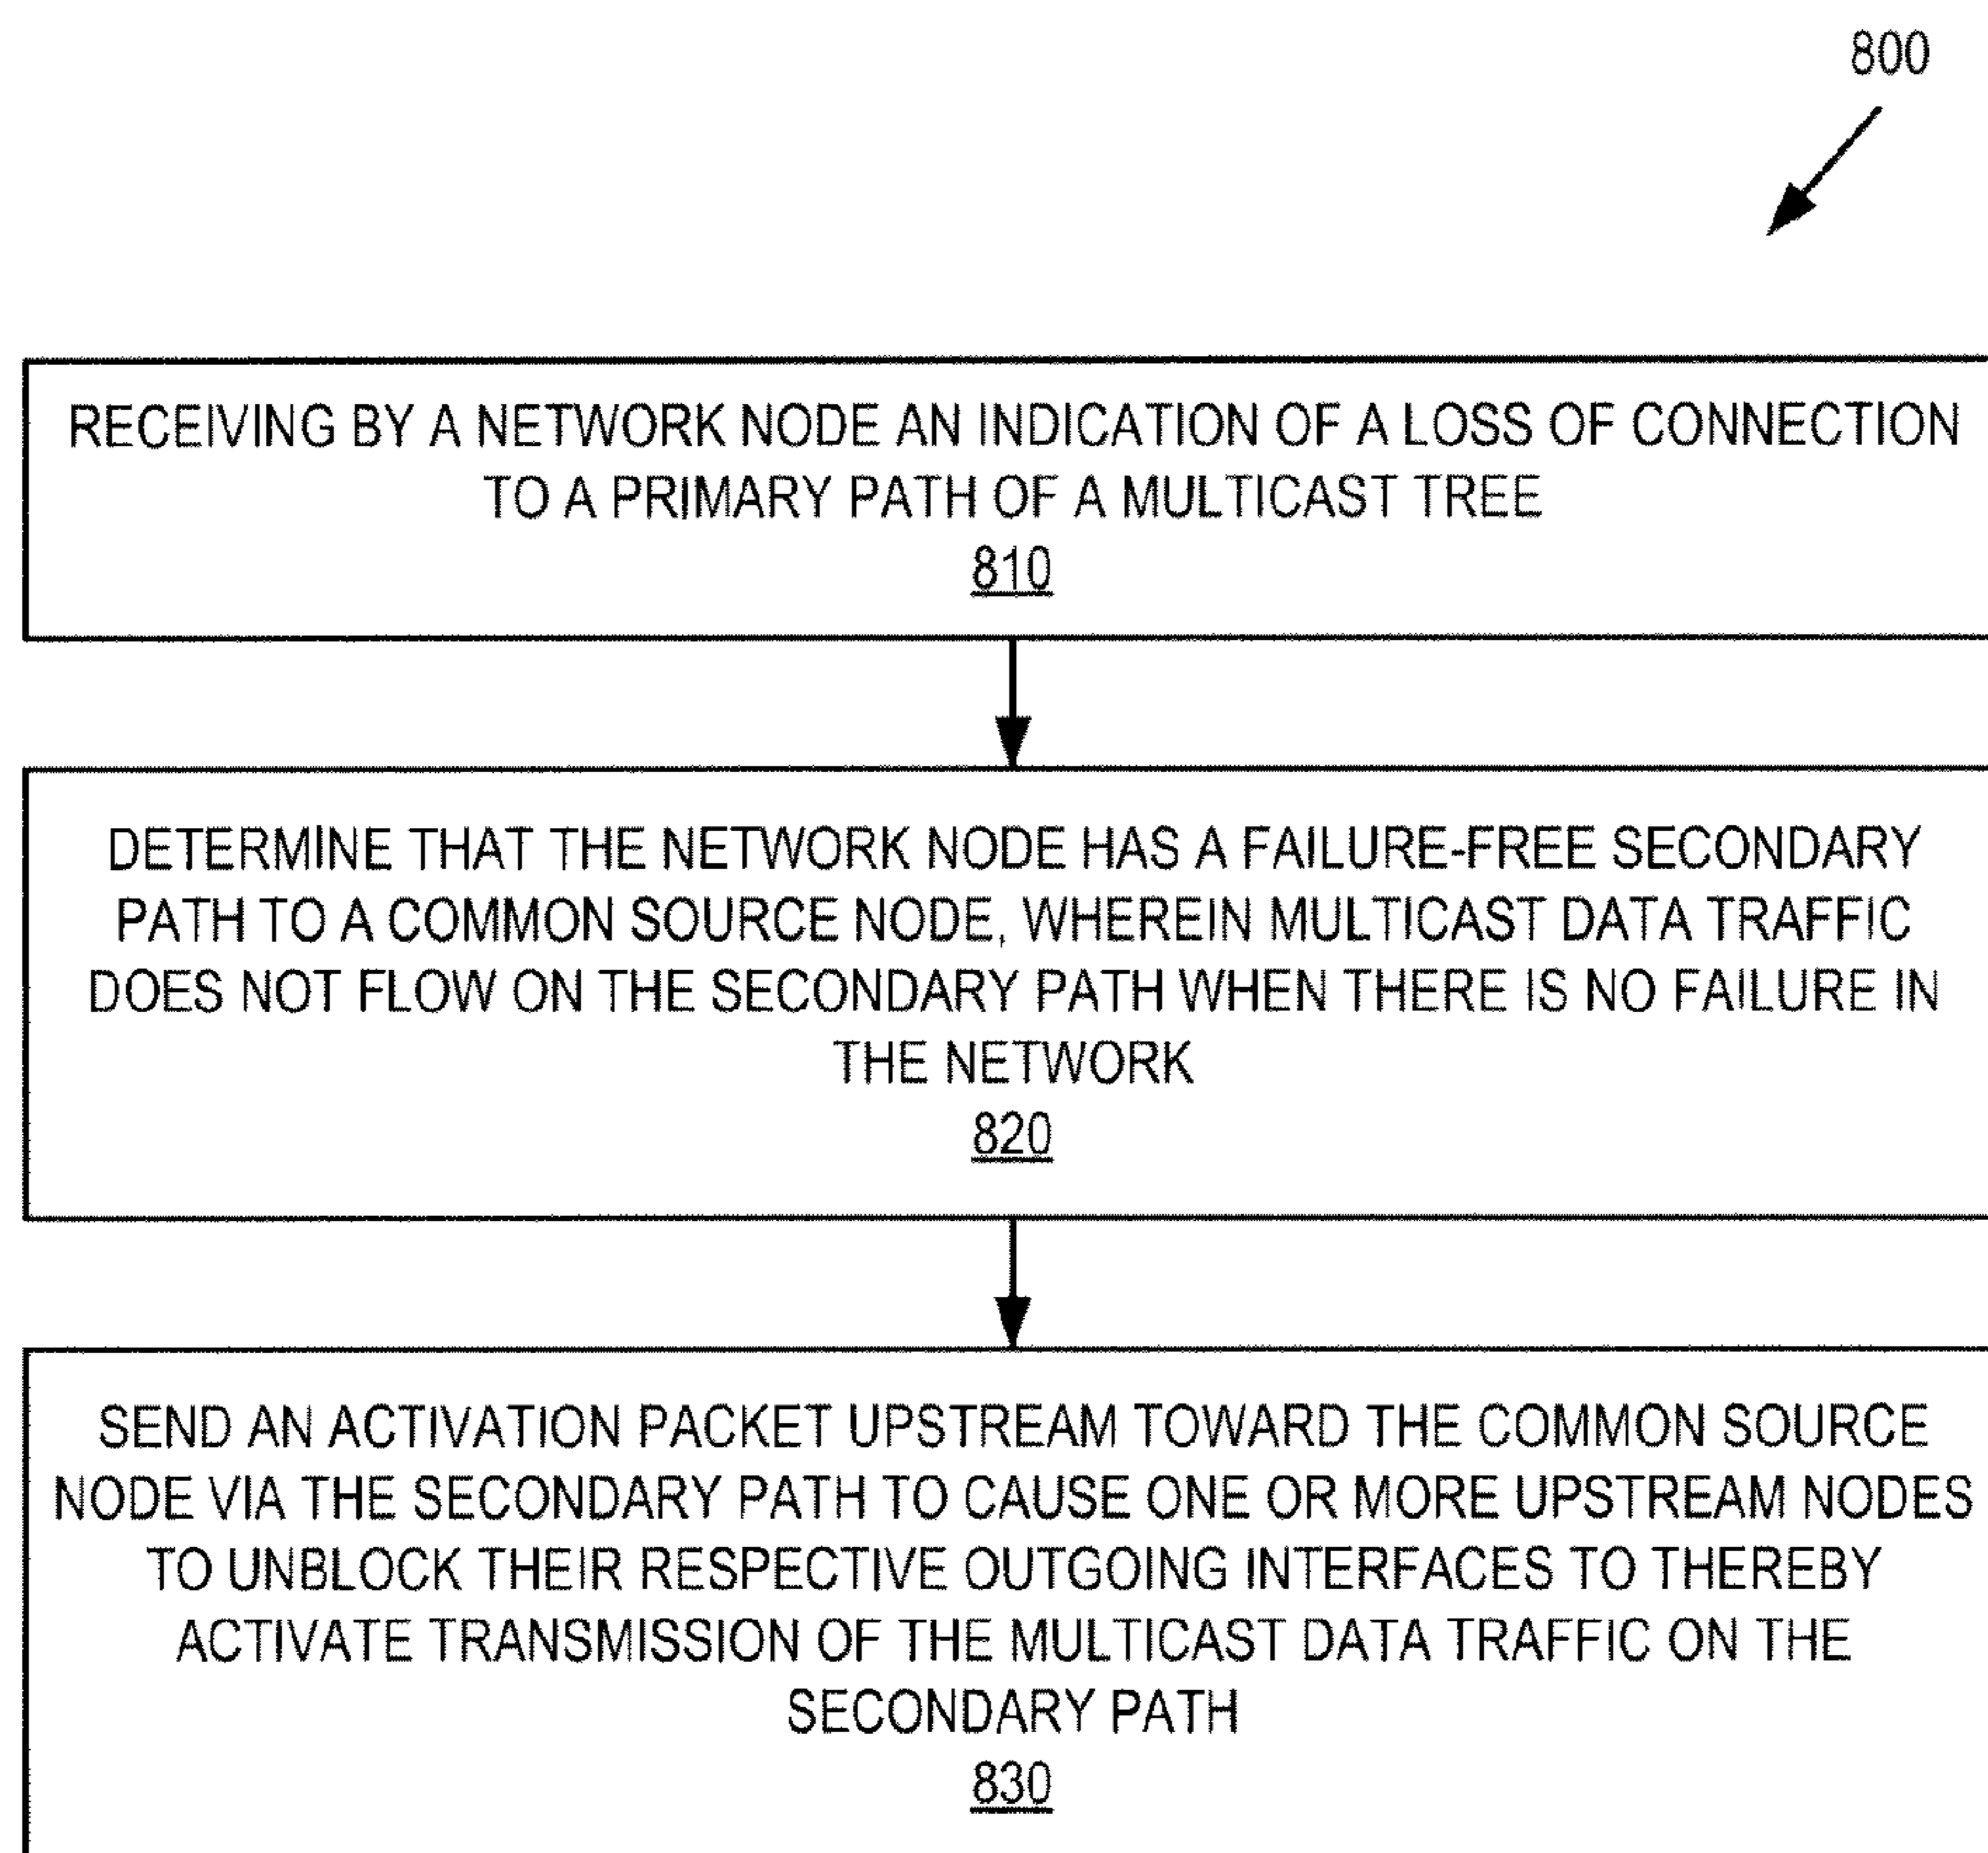 800
RECEIVING BY A NETWORK NODE AN INDICATION OF A LOSS OF CONNECTION
TO A PRIMARY PATH OF A MULTICAST TREE
810
DETERMINE THAT THE NETWORK NODE HAS A FAILURE-FREE SECONDARY
PATH TO A COMMON SOURCE NODE, WHEREIN MULTICAST DATA TRAFFIC
DOES NOT FLOW ON THE SECONDARY PATH WHEN THERE IS NO FAILURE IN
THE NETWORK
820
SEND AN ACTIVATION PACKET UPSTREAM TOWARD THE COMMON SOURCE
NODE VIA THE SECONDARY PATH TO CAUSE ONE OR MORE UPSTREAM NODES
TO UNBLOCK THEIR RESPECTIVE OUTGOING INTERFACES TO THEREBY
ACTIVATE TRANSMISSION OF THE MULTICAST DATA TRAFFIC ON THE
SECONDARY PATH
830